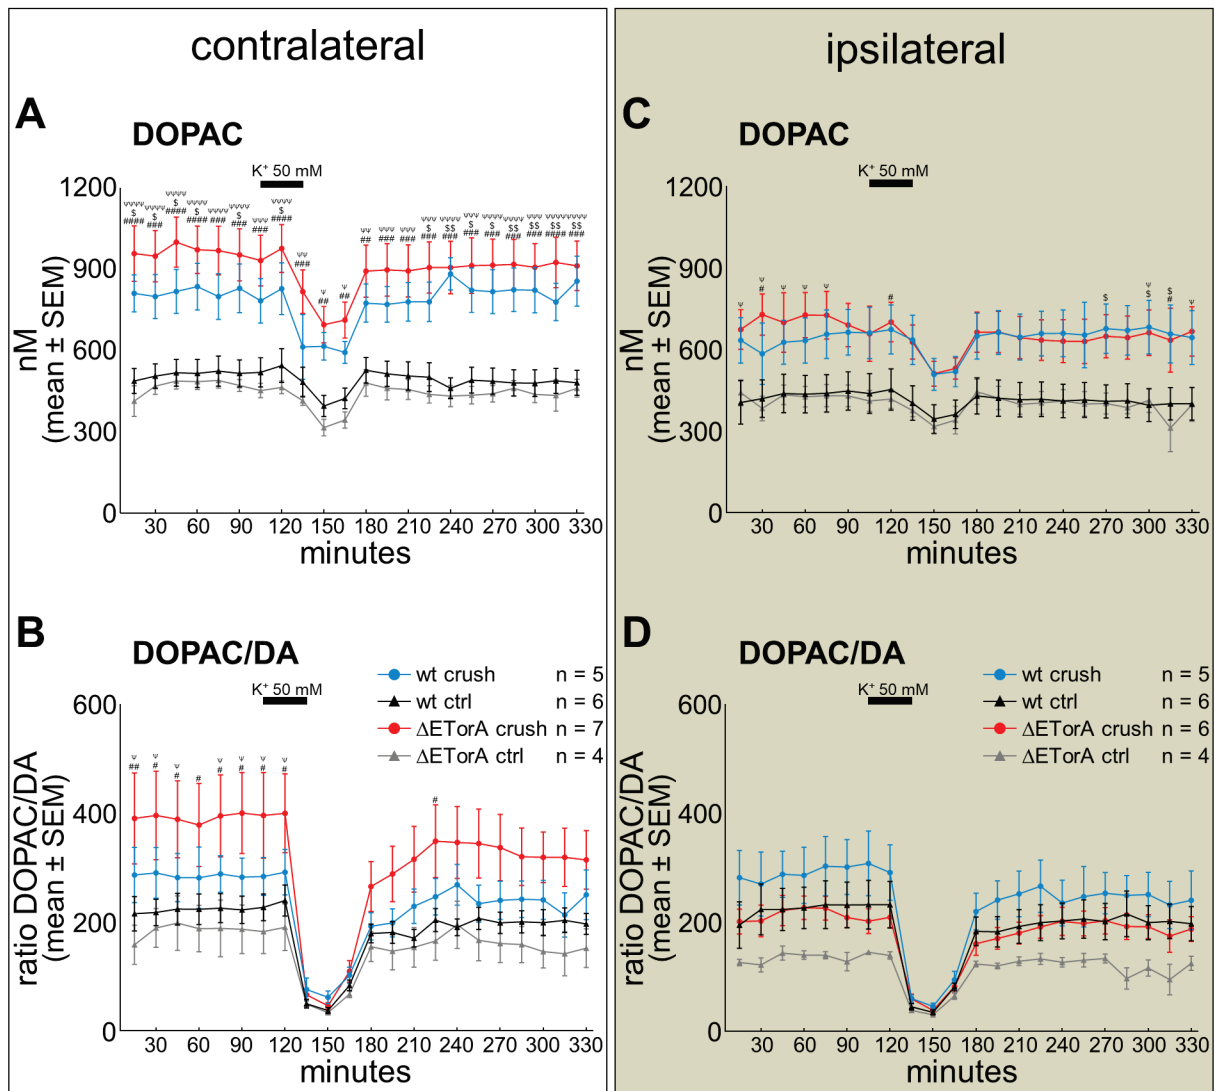 contralateral
A
DOPAC
K⁺ 50 mM
1200
900
600
300
0
nM
(mean ± SEM)
30 60 90 120 150 180 210 240 270 300 330
minutes
B
DOPAC/DA
K⁺ 50 mM
wt crush n = 5
wt ctrl n = 6
ΔETorA crush n = 7
ΔETorA ctrl n = 4
600
400
200
0
ratio DOPAC/DA
(mean ± SEM)
30 60 90 120 150 180 210 240 270 300 330
minutes
ipsilateral
C
DOPAC
K⁺ 50 mM
1200
900
600
300
0
nM
(mean ± SEM)
30 60 90 120 150 180 210 240 270 300 330
minutes
D
DOPAC/DA
K⁺ 50 mM
wt crush n = 5
wt ctrl n = 6
ΔETorA crush n = 6
ΔETorA ctrl n = 4
600
400
200
0
ratio DOPAC/DA
(mean ± SEM)
30 60 90 120 150 180 210 240 270 300 330
minutes